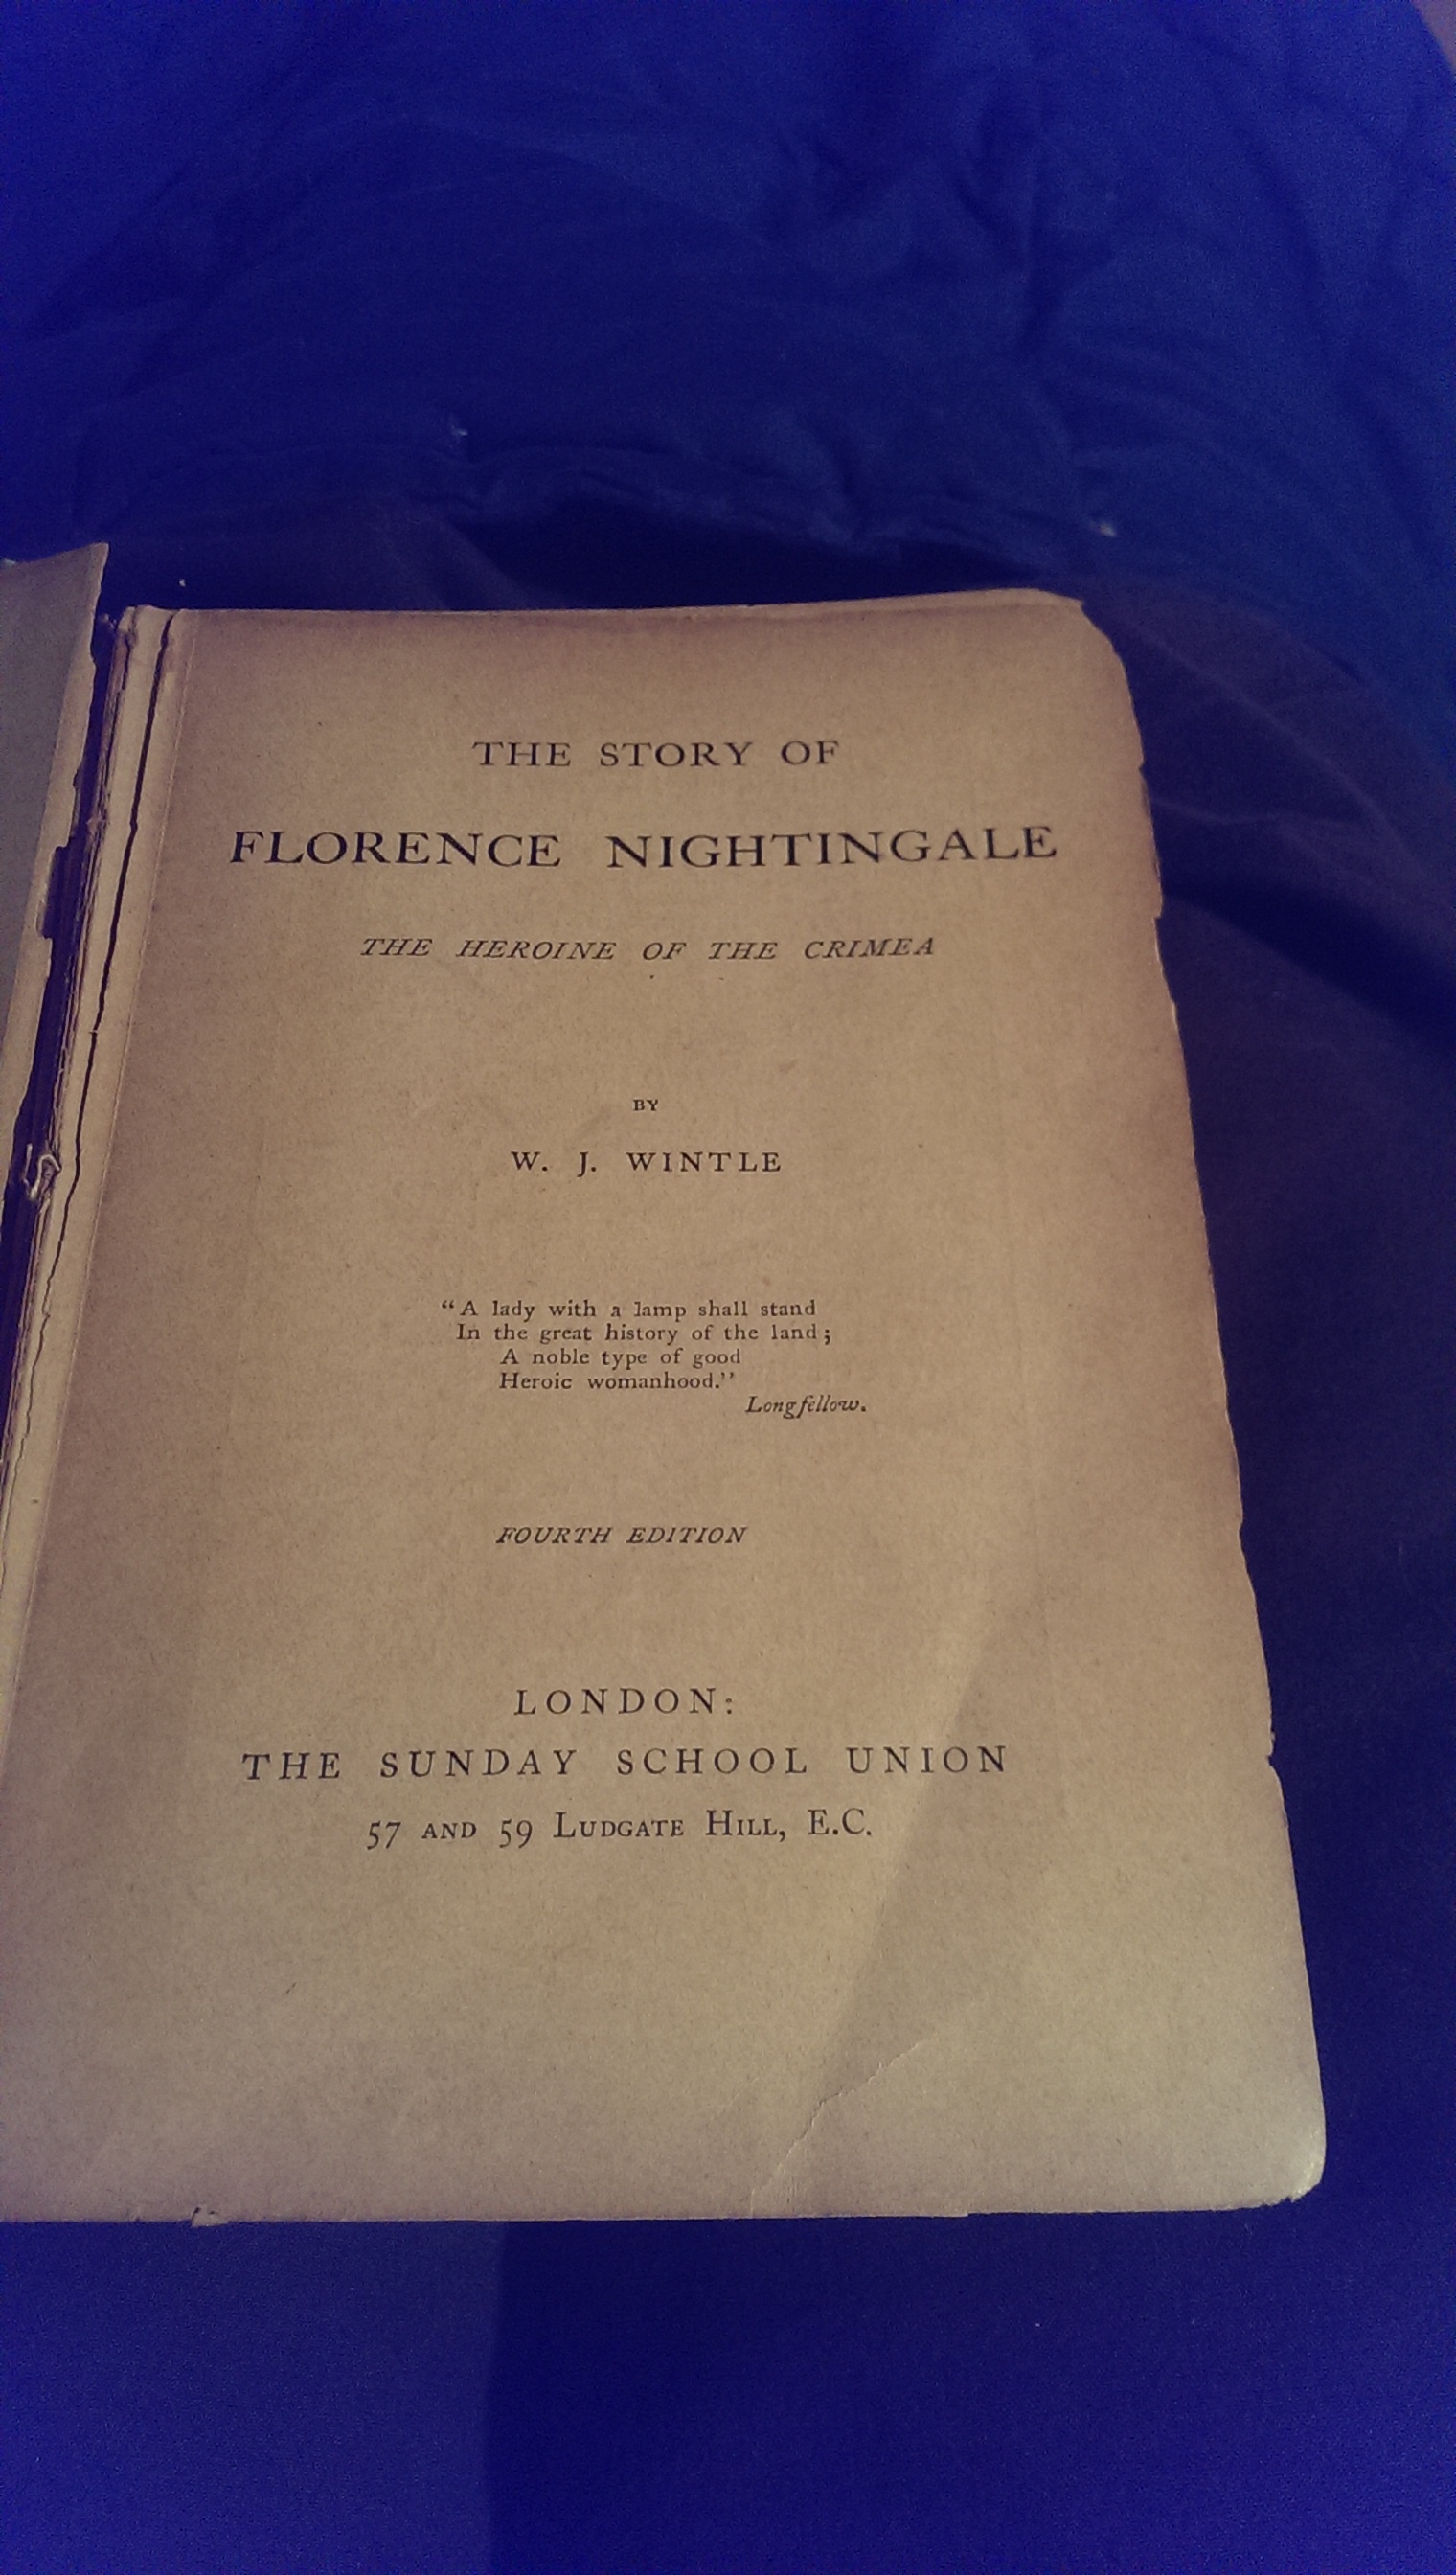 THE STORY OF
FLORENCE NIGHTINGALE
THE HEROINE OF THE CRIMEA
BY
W. J. WINTLE
“A lady with a lamp shall stand
In the great history of the land;
A noble type of good
Heroic womanhood.”
Longfellow.
FOURTH EDITION
LONDON:
THE SUNDAY SCHOOL UNION
57 AND 59 LUDGATE HILL, E.C.